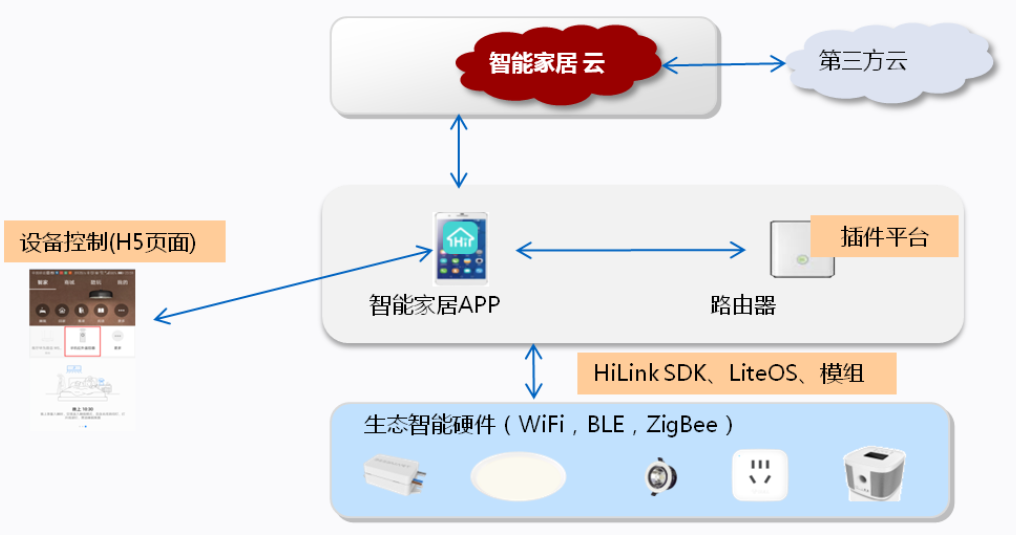 智能家居 云
第三方云
设备控制(H5页面)
Hi
插件平台
智能家居APP
路由器
HiLink SDK、LiteOS、模组
生态智能硬件（WiFi，BLE，ZigBee）